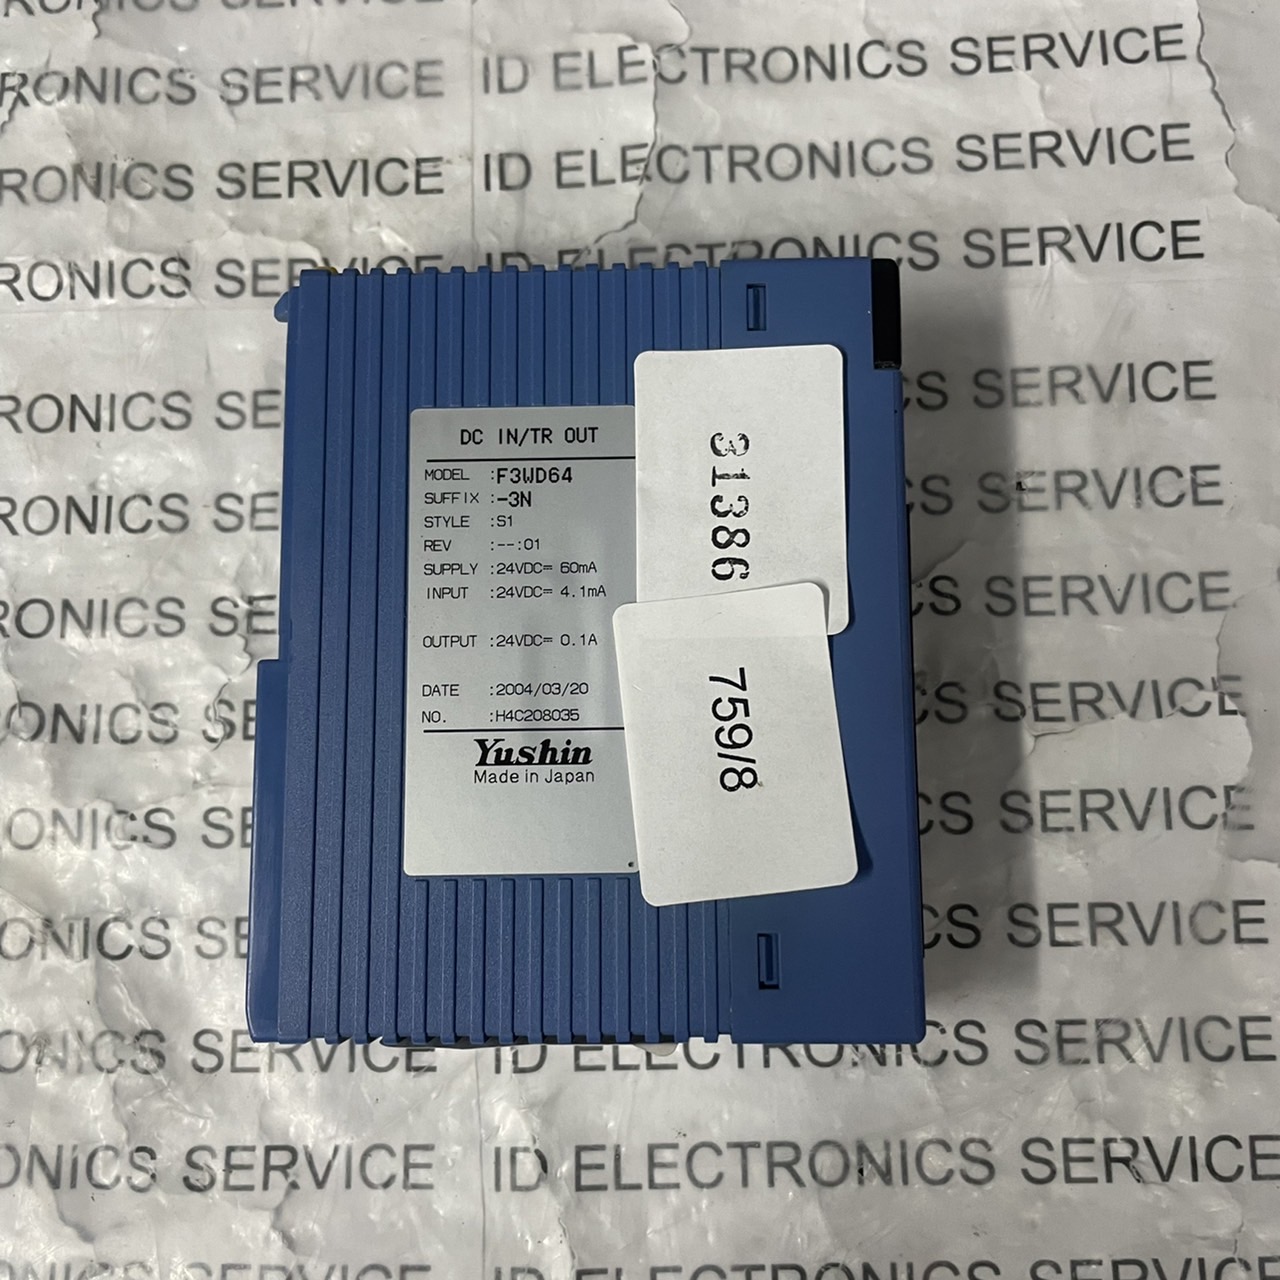 RONICS SERVICE ID ELECTRONICS SERVICE
RONICS SERVICE ID ELECTRONICS SERVICE
RONICS SERVICE ID ELECTRONICS SERVICE
RONICS SE CS SERVICE
RONICS SE CS SERVICE
RONICS SE CS SERVICE
ONICS SE CS SERVICE
ONICS SE CS SERVICE
ONICS SE CS SERVICE
ONICS SERVICE ID ELECTRONICS SERVICE
ONICS SERVICE ID ELECTRONICS SERVICE
DC IN/TR OUT
MODEL :F3WD64
SUFFIX :-3N
STYLE :S1
REV :--:01
SUPPLY :24VDC⎓ 60mA
INPUT :24VDC⎓ 4.1mA
OUTPUT :24VDC⎓ 0.1A
DATE :2004/03/20
NO. :H4C208035
Yushin
Made in Japan
31386
759/8